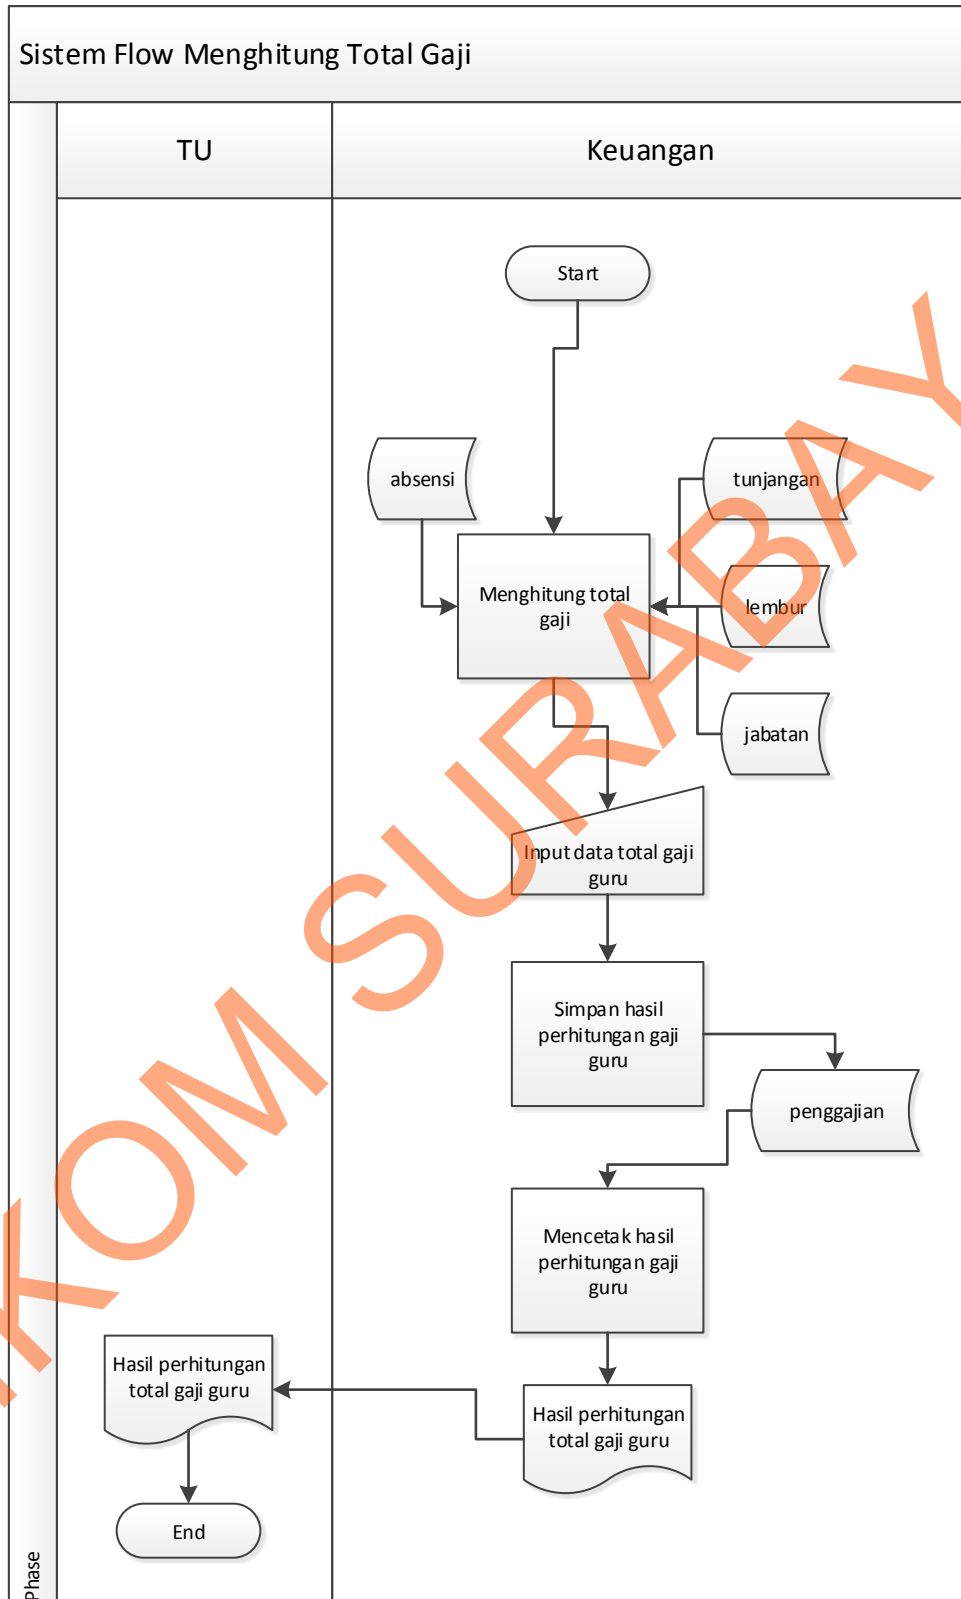 Sistem Flow Menghitung Total Gaji
TU
Keuangan
Start
absensi
tunjangan
Menghitung total
gaji
lembur
jabatan
Input data total gaji
guru
Simpan hasil
perhitungan gaji
guru
penggajian
Mencetak hasil
perhitungan gaji
guru
Hasil perhitungan
total gaji guru
Hasil perhitungan
total gaji guru
End
Phase
KOM SURABAY